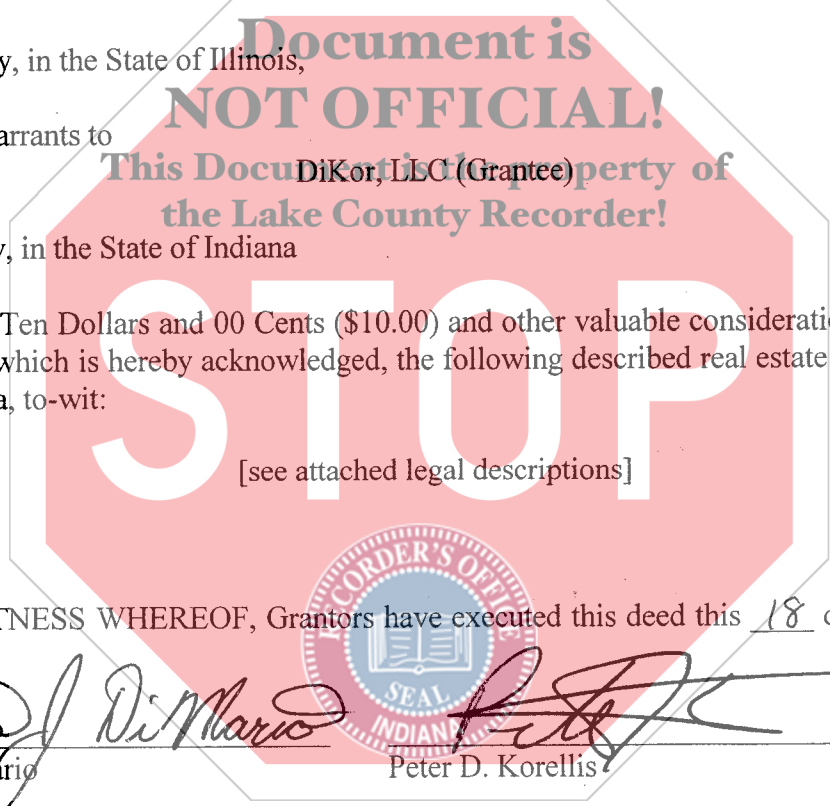 Document is
y, in the State of Illinois,
NOT OFFICIAL!
arrants to
This Document is the property of
DiKor, LLC (Grantee)
the Lake County Recorder!
y, in the State of Indiana
STOP
Ten Dollars and 00 Cents ($10.00) and other valuable considerati
which is hereby acknowledged, the following described real estate
a, to-wit:
[see attached legal descriptions]
RECORDER'S OFFICE
TNESS WHEREOF, Grantors have executed this deed this 18
SEAL
INDIANA
J DiMario
ario
Peter D. Korellis